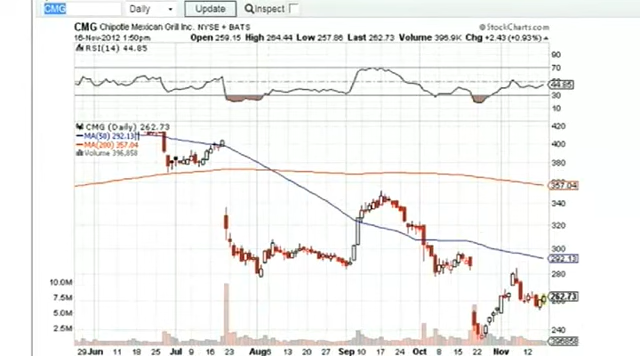 CMG Daily Update Inspect
CMG Chipotle Mexican Grill Inc. NYSE + BATS © StockCharts.com
16-Nov-2012 1:50pm Open 259.15 High 264.44 Low 257.86 Last 262.73 Volume 396.9K Chg +2.43 (+0.93%)
RSI(14) 44.85
90
70
50
44.85
30
10
CMG (Daily) 262.73
MA(50) 292.13
MA(200) 357.04
Volume 396,858
420
400
380
357.04
340
320
300
292.13
280
262.73
240
10.0M
7.5M
5.0M
2.5M
29 Jun 11 18 25 Jul 9 16 23 Aug 6 13 20 27 Sep 10 17 24 Oct 8 15 22 Nov 12